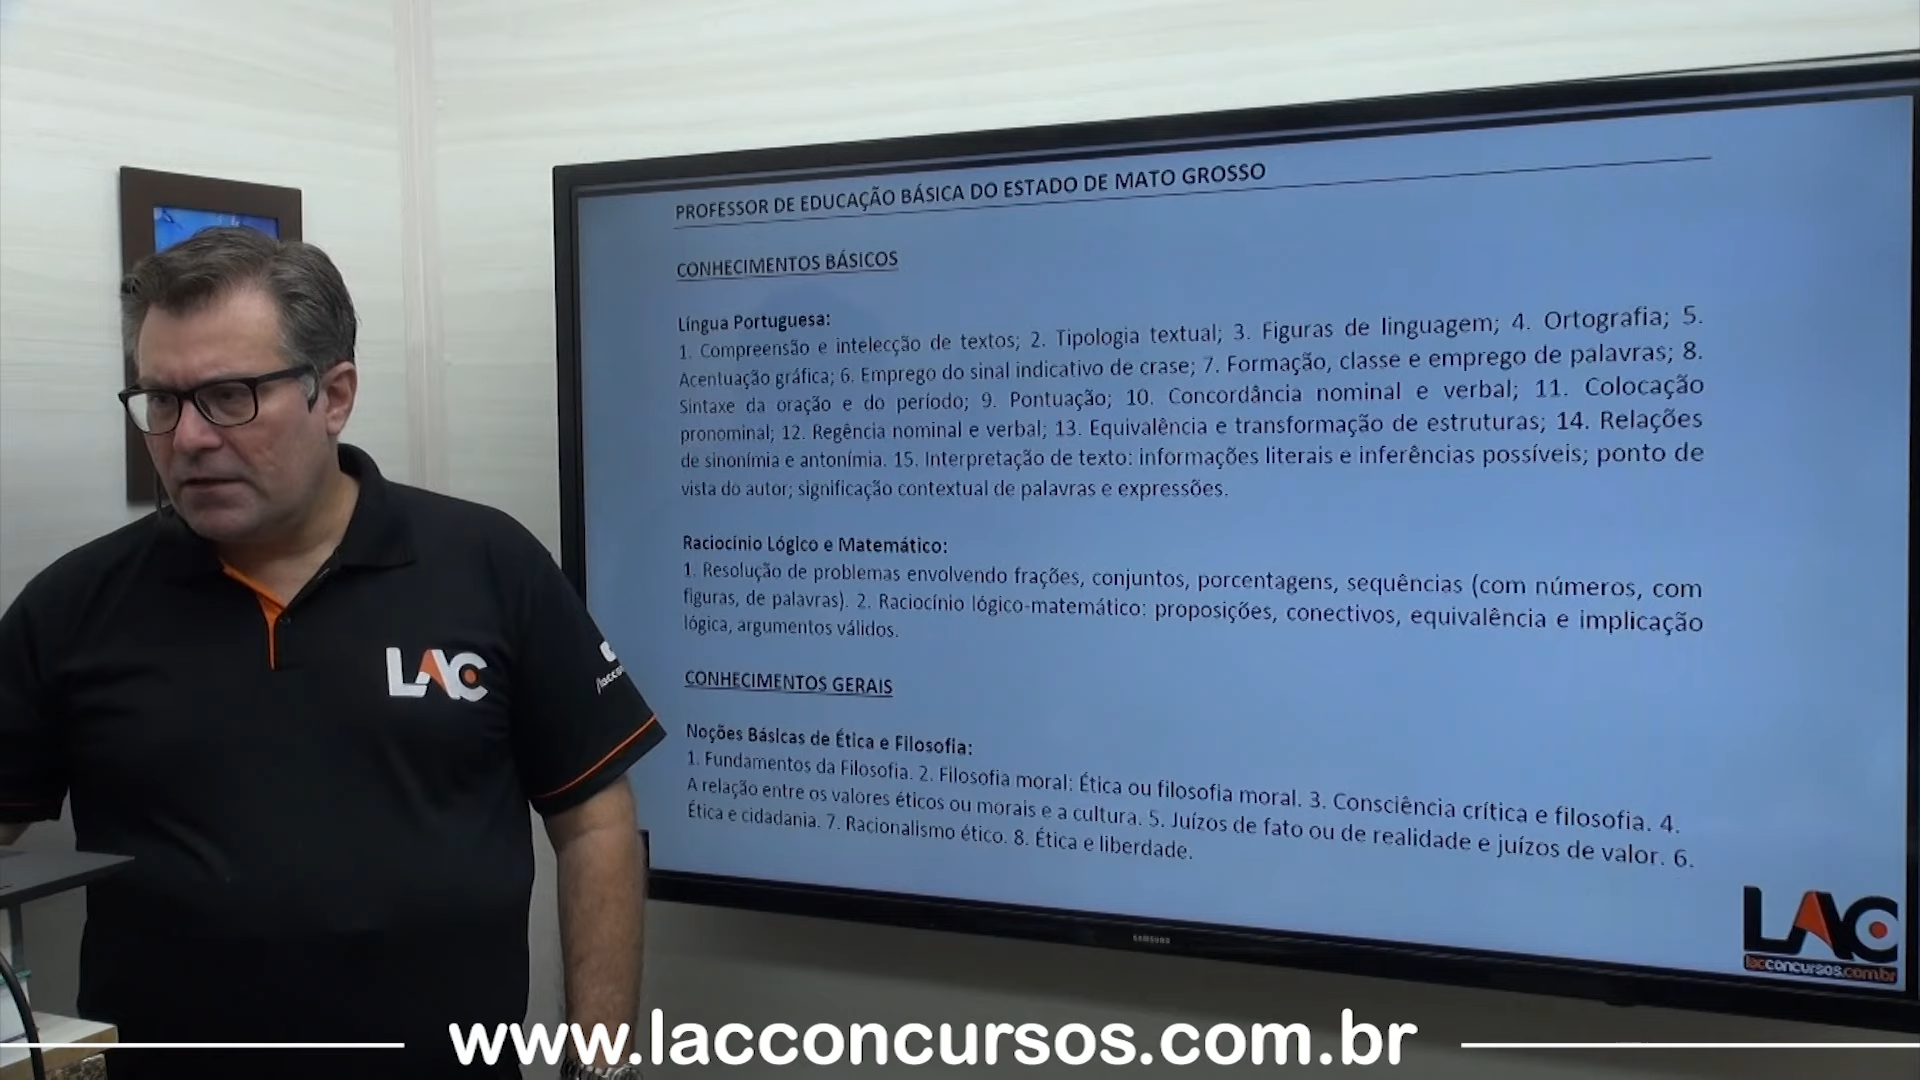 PROFESSOR DE EDUCAÇÃO BÁSICA DO ESTADO DE MATO GROSSO
CONHECIMENTOS BÁSICOS
Língua Portuguesa:
1. Compreensão e intelecção de textos; 2. Tipologia textual; 3. Figuras de linguagem; 4. Ortografia; 5.
Acentuação gráfica; 6. Emprego do sinal indicativo de crase; 7. Formação, classe e emprego de palavras; 8.
Sintaxe da oração e do período; 9. Pontuação; 10. Concordância nominal e verbal; 11. Colocação
pronominal; 12. Regência nominal e verbal; 13. Equivalência e transformação de estruturas; 14. Relações
de sinonímia e antonímia. 15. Interpretação de texto: informações literais e inferências possíveis; ponto de
vista do autor; significação contextual de palavras e expressões.
Raciocínio Lógico e Matemático:
1. Resolução de problemas envolvendo frações, conjuntos, porcentagens, sequências (com números, com
figuras, de palavras). 2. Raciocínio lógico-matemático: proposições, conectivos, equivalência e implicação
lógica, argumentos válidos.
CONHECIMENTOS GERAIS
Noções Básicas de Ética e Filosofia:
1. Fundamentos da Filosofia. 2. Filosofia moral: Ética ou filosofia moral. 3. Consciência crítica e filosofia. 4.
A relação entre os valores éticos ou morais e a cultura. 5. Juízos de fato ou de realidade e juízos de valor. 6.
Ética e cidadania. 7. Racionalismo ético. 8. Ética e liberdade.
LAC
LAC
lacconcursos.com.br
SAMSUNG
www.lacconcursos.com.br